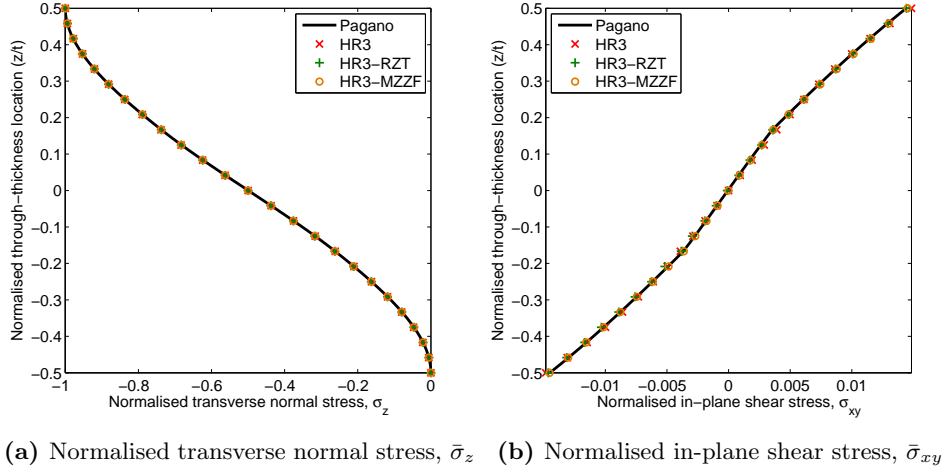 0.5
0.4
0.3
0.2
0.1
0
−0.1
−0.2
−0.3
−0.4
−0.5
Normalised through−thickness location (z/t)
Pagano
HR3
HR3−RZT
HR3−MZZF
−1 −0.8 −0.6 −0.4 −0.2 0
Normalised transverse normal stress, σz
0.5
0.4
0.3
0.2
0.1
0
−0.1
−0.2
−0.3
−0.4
−0.5
Normalised through−thickness location (z/t)
Pagano
HR3
HR3−RZT
HR3−MZZF
−0.01 −0.005 0 0.005 0.01
Normalised in−plane shear stress, σxy
(a) Normalised transverse normal stress, σ̄z
(b) Normalised in-plane shear stress, σ̄xy